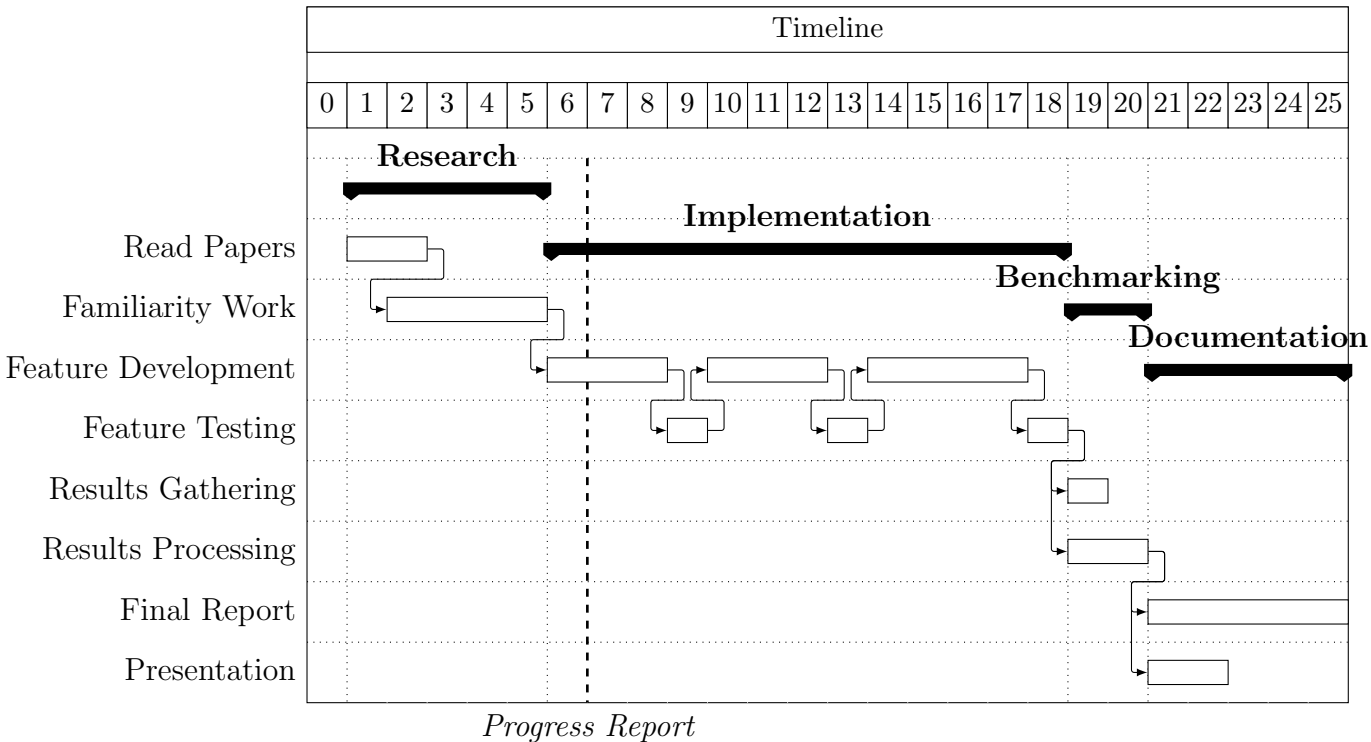 Timeline
0 1 2 3 4 5 6 7 8 9 10 11 12 13 14 15 16 17 18 19 20 21 22 23 24 25
Research
Implementation
Read Papers
Benchmarking
Familiarity Work
Documentation
Feature Development
Feature Testing
Results Gathering
Results Processing
Final Report
Presentation
Progress Report